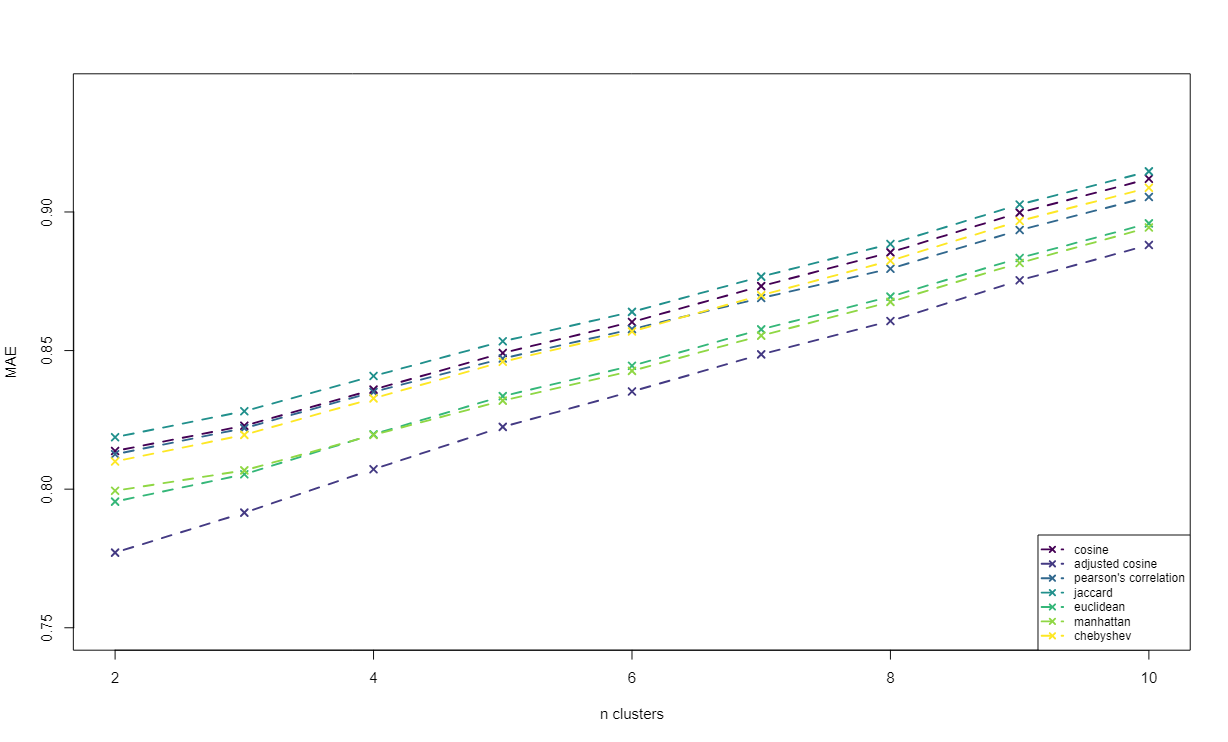 MAE
0.90
0.85
0.80
0.75
2
4
6
8
10
n clusters
cosine
adjusted cosine
pearson's correlation
jaccard
euclidean
manhattan
chebyshev